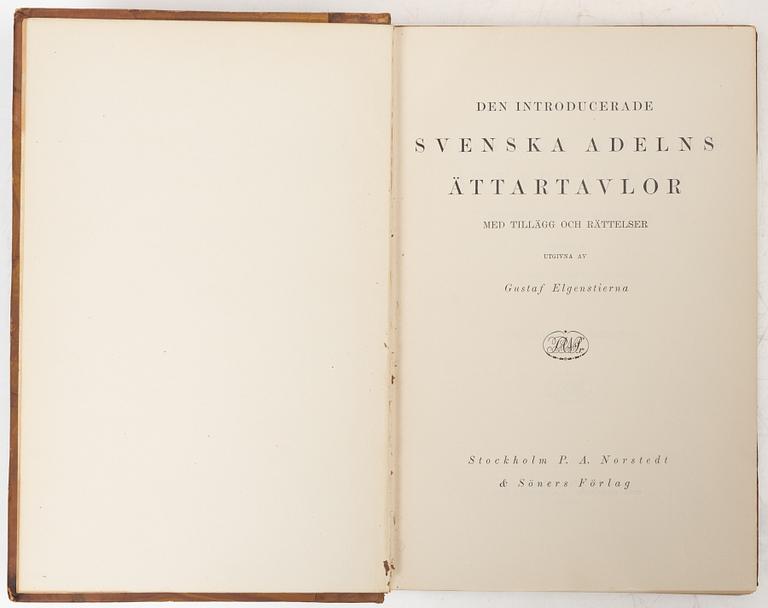 DEN INTRODUCERADE
SVENSKA ADELNS
ÄTTARTAVLOR
MED TILLÄGG OCH RÄTTELSER
UTGIVNA AV
Gustaf Elgenstierna
Stockholm P. A. Norstedt
& Söners Förlag